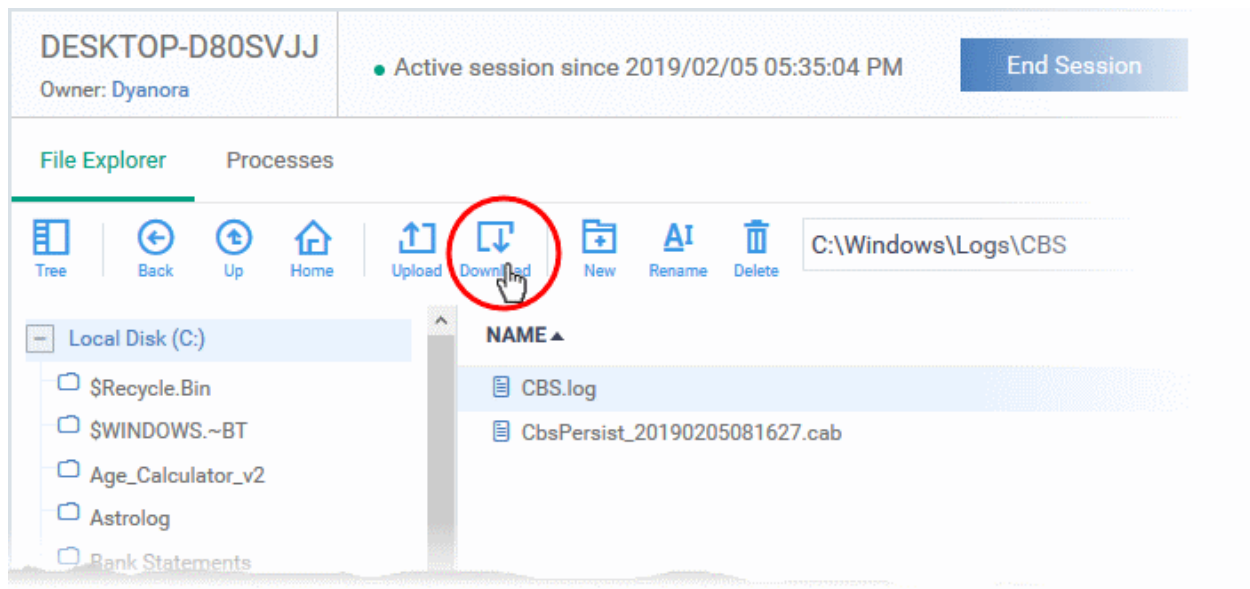 DESKTOP-D80SVJJ
Owner: Dyanora
Active session since 2019/02/05 05:35:04 PM
End Session
File Explorer
Processes
Tree
Back
Up
Home
Upload
Download
New
Rename
Delete
C:\Windows\Logs\CBS
Local Disk (C:)
$Recycle.Bin
$WINDOWS.~BT
Age_Calculator_v2
Astrolog
Bank Statements
NAME
CBS.log
CbsPersist_20190205081627.cab